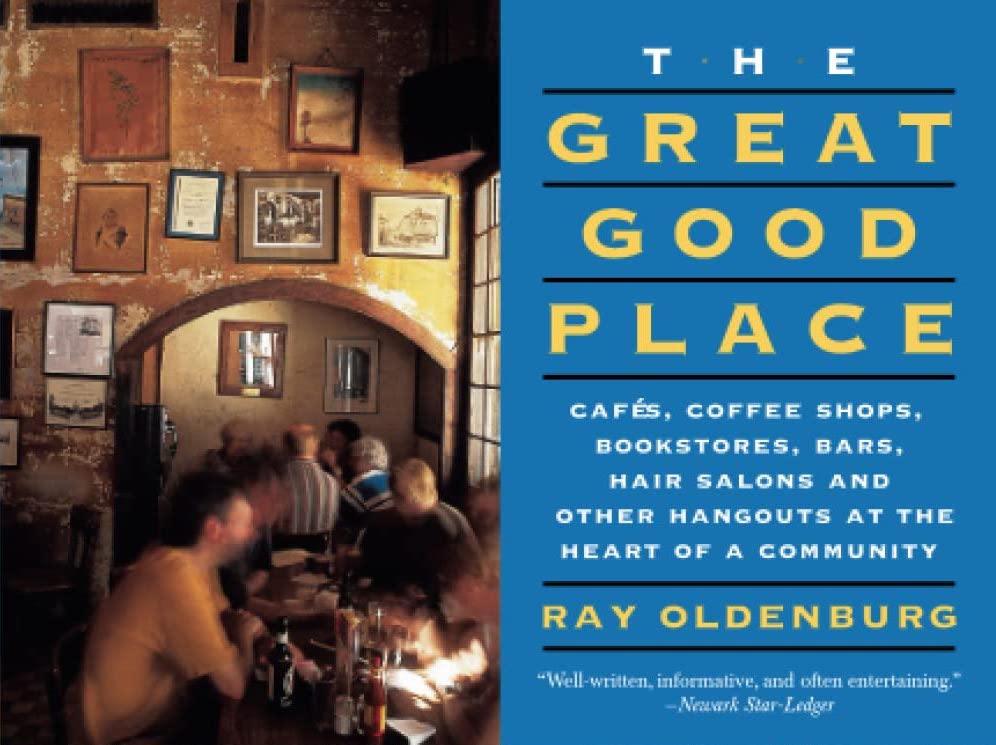 T · H · E
GREAT
GOOD
PLACE
CAFÉS, COFFEE SHOPS,
BOOKSTORES, BARS,
HAIR SALONS AND
OTHER HANGOUTS AT THE
HEART OF A COMMUNITY
RAY OLDENBURG
“Well-written, informative, and often entertaining.”
–Newark Star-Ledger